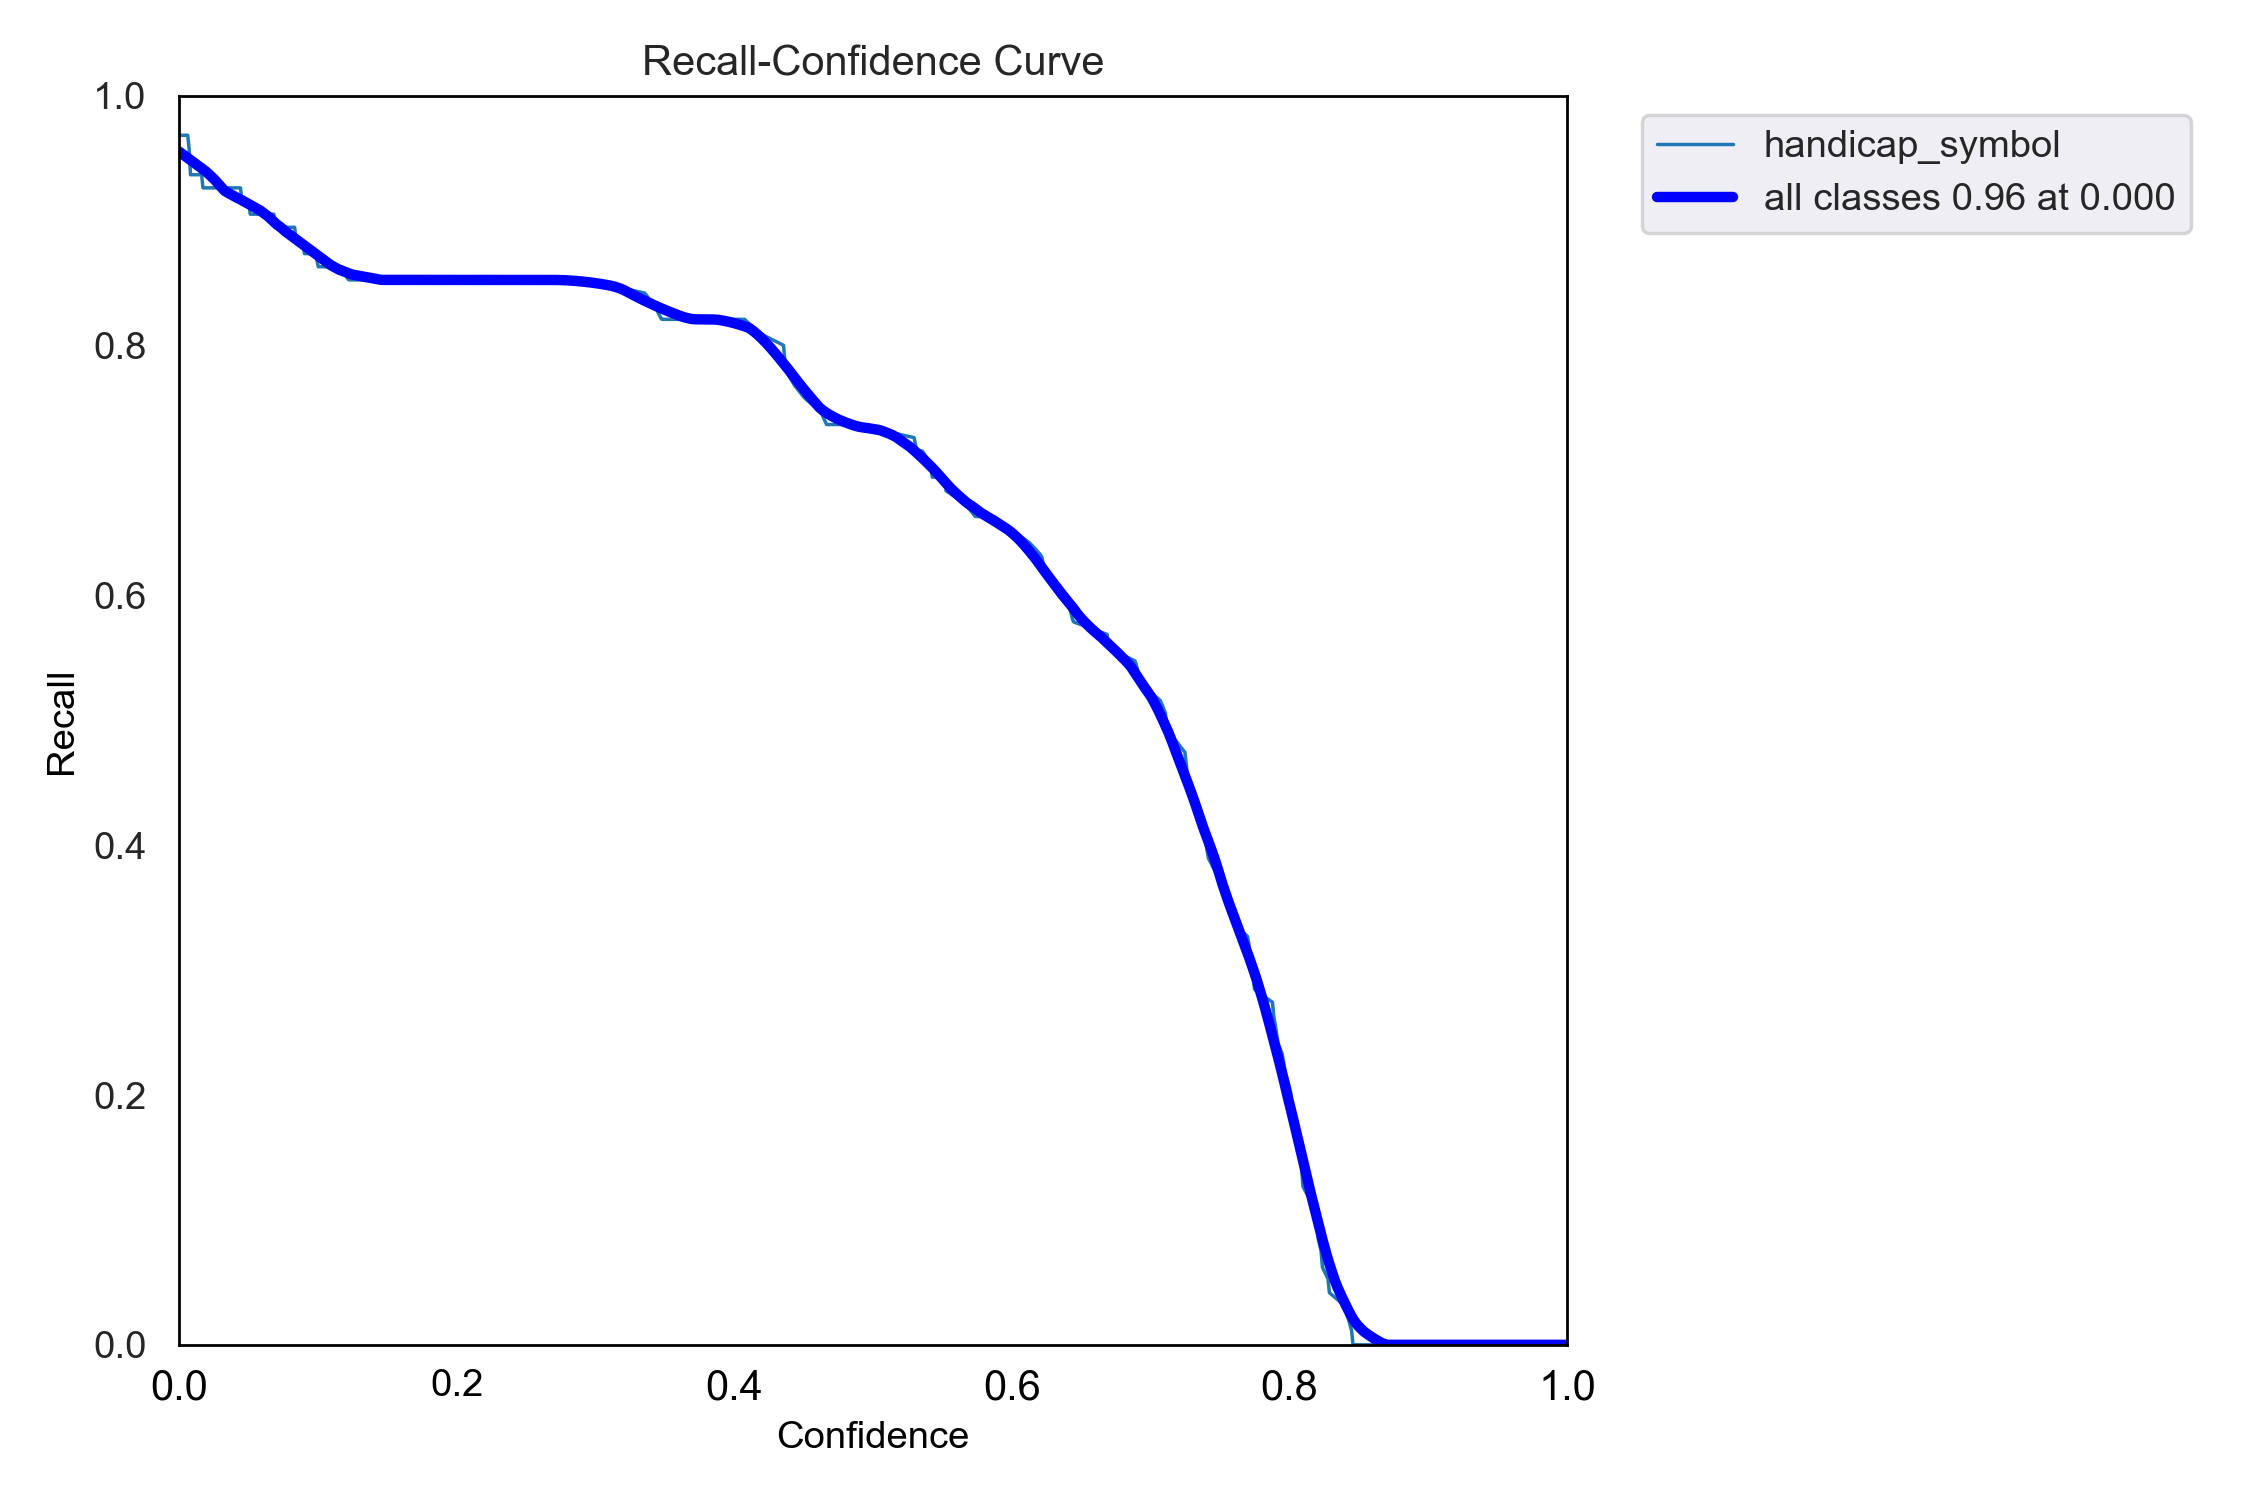 Recall-Confidence Curve
handicap_symbol
all classes 0.96 at 0.000
1.0
0.8
0.6
0.4
0.2
0.0
Recall
0.0 0.2 0.4 0.6 0.8 1.0
Confidence